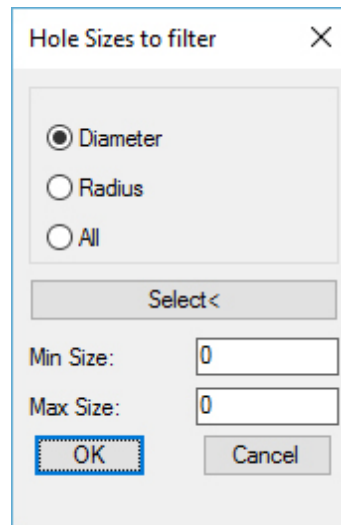 Hole Sizes to filter
Diameter
Radius
All
Select<
Min Size: 0
Max Size: 0
OK Cancel